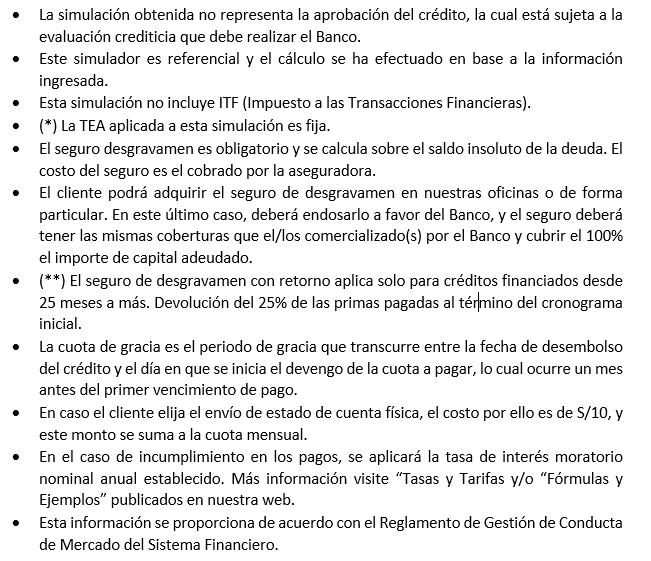 • La simulación obtenida no representa la aprobación del crédito, la cual está sujeta a la
evaluación crediticia que debe realizar el Banco.
• Este simulador es referencial y el cálculo se ha efectuado en base a la información
ingresada.
• Esta simulación no incluye ITF (Impuesto a las Transacciones Financieras).
• (*) La TEA aplicada a esta simulación es fija.
• El seguro desgravamen es obligatorio y se calcula sobre el saldo insoluto de la deuda. El
costo del seguro es el cobrado por la aseguradora.
• El cliente podrá adquirir el seguro de desgravamen en nuestras oficinas o de forma
particular. En este último caso, deberá endosarlo a favor del Banco, y el seguro deberá
tener las mismas coberturas que el/los comercializado(s) por el Banco y cubrir el 100%
el importe de capital adeudado.
• (**) El seguro de desgravamen con retorno aplica solo para créditos financiados desde
25 meses a más. Devolución del 25% de las primas pagadas al término del cronograma
inicial.
• La cuota de gracia es el periodo de gracia que transcurre entre la fecha de desembolso
del crédito y el día en que se inicia el devengo de la cuota a pagar, lo cual ocurre un mes
antes del primer vencimiento de pago.
• En caso el cliente elija el envío de estado de cuenta física, el costo por ello es de S/10, y
este monto se suma a la cuota mensual.
• En el caso de incumplimiento en los pagos, se aplicará la tasa de interés moratorio
nominal anual establecido. Más información visite “Tasas y Tarifas y/o “Fórmulas y
Ejemplos” publicados en nuestra web.
• Esta información se proporciona de acuerdo con el Reglamento de Gestión de Conducta
de Mercado del Sistema Financiero.